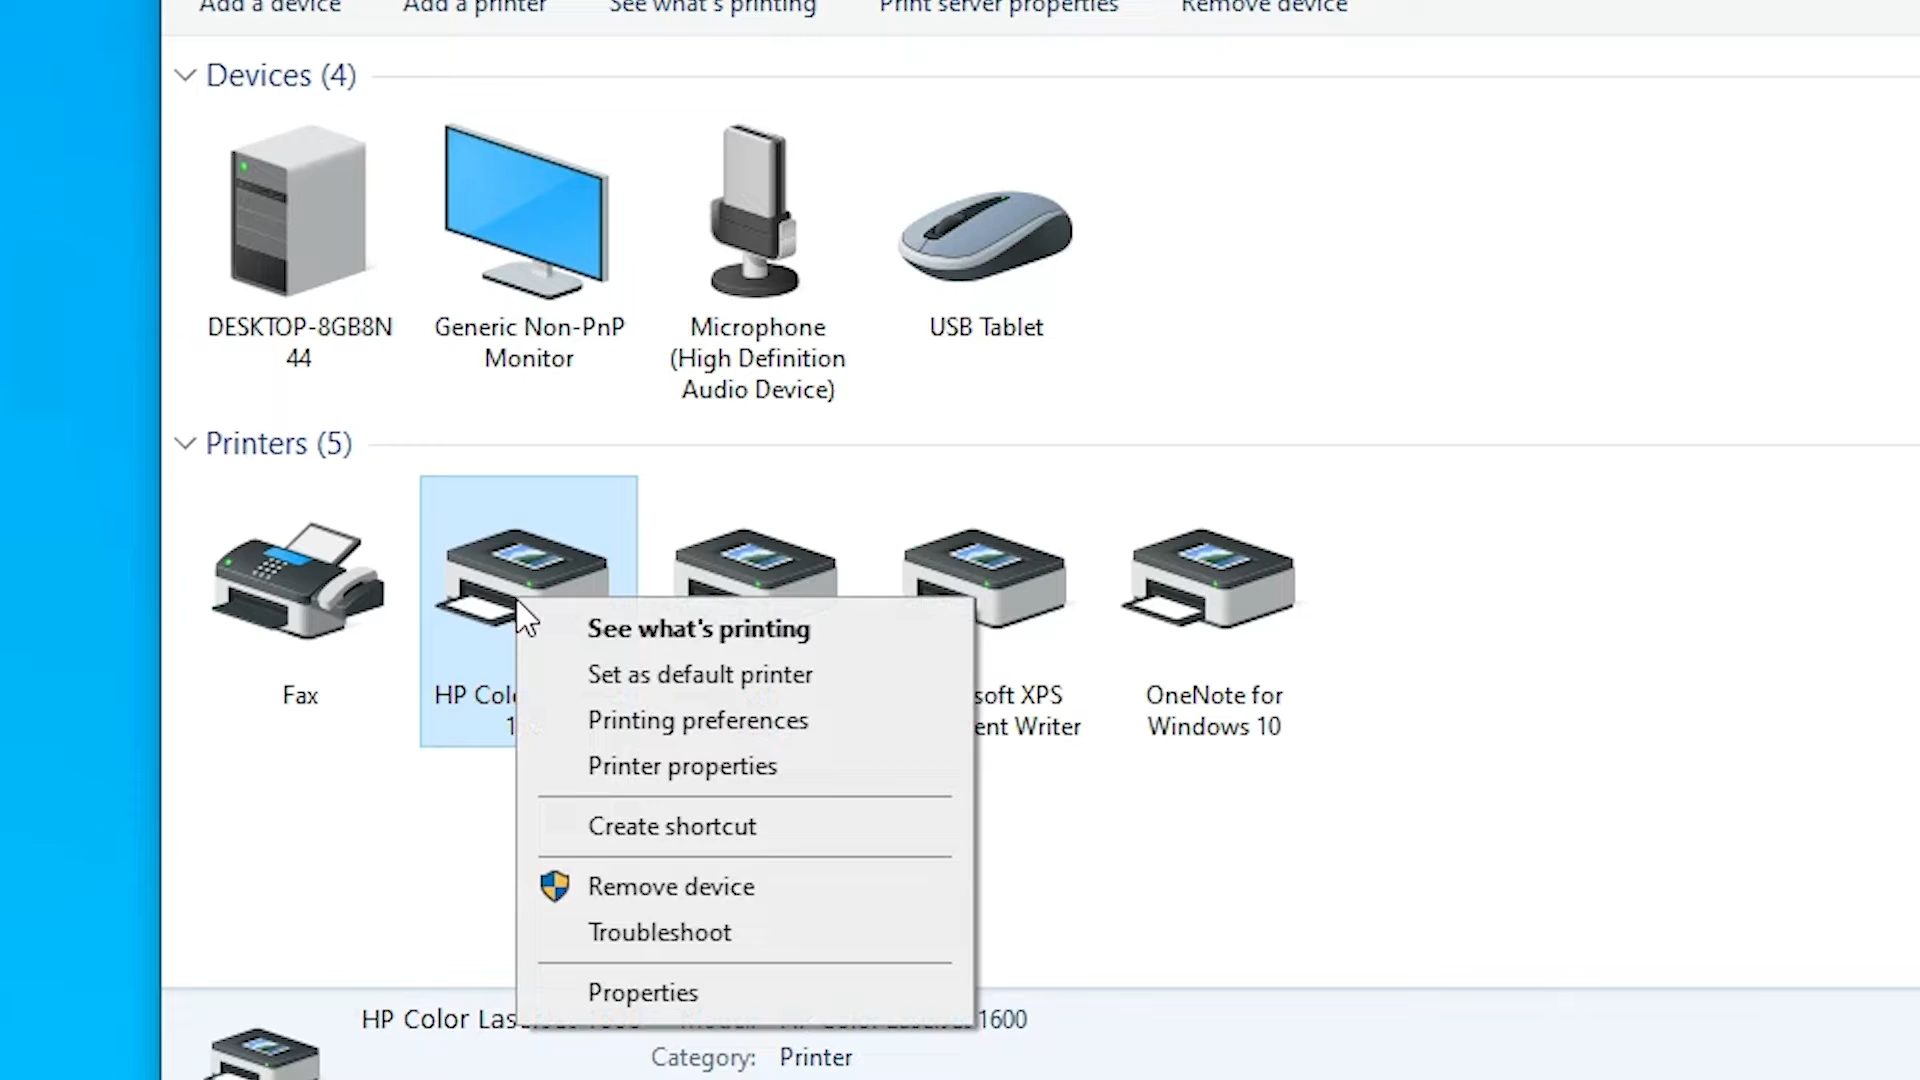 Add a device Add a printer See what's printing Print server properties Remove device
Devices (4)
DESKTOP-8GB8N
44
Generic Non-PnP
Monitor
Microphone
(High Definition
Audio Device)
USB Tablet
Printers (5)
Fax
HP Col
1
soft XPS
ent Writer
OneNote for
Windows 10
See what's printing
Set as default printer
Printing preferences
Printer properties
Create shortcut
Remove device
Troubleshoot
Properties
HP Color Las 1600
Category: Printer